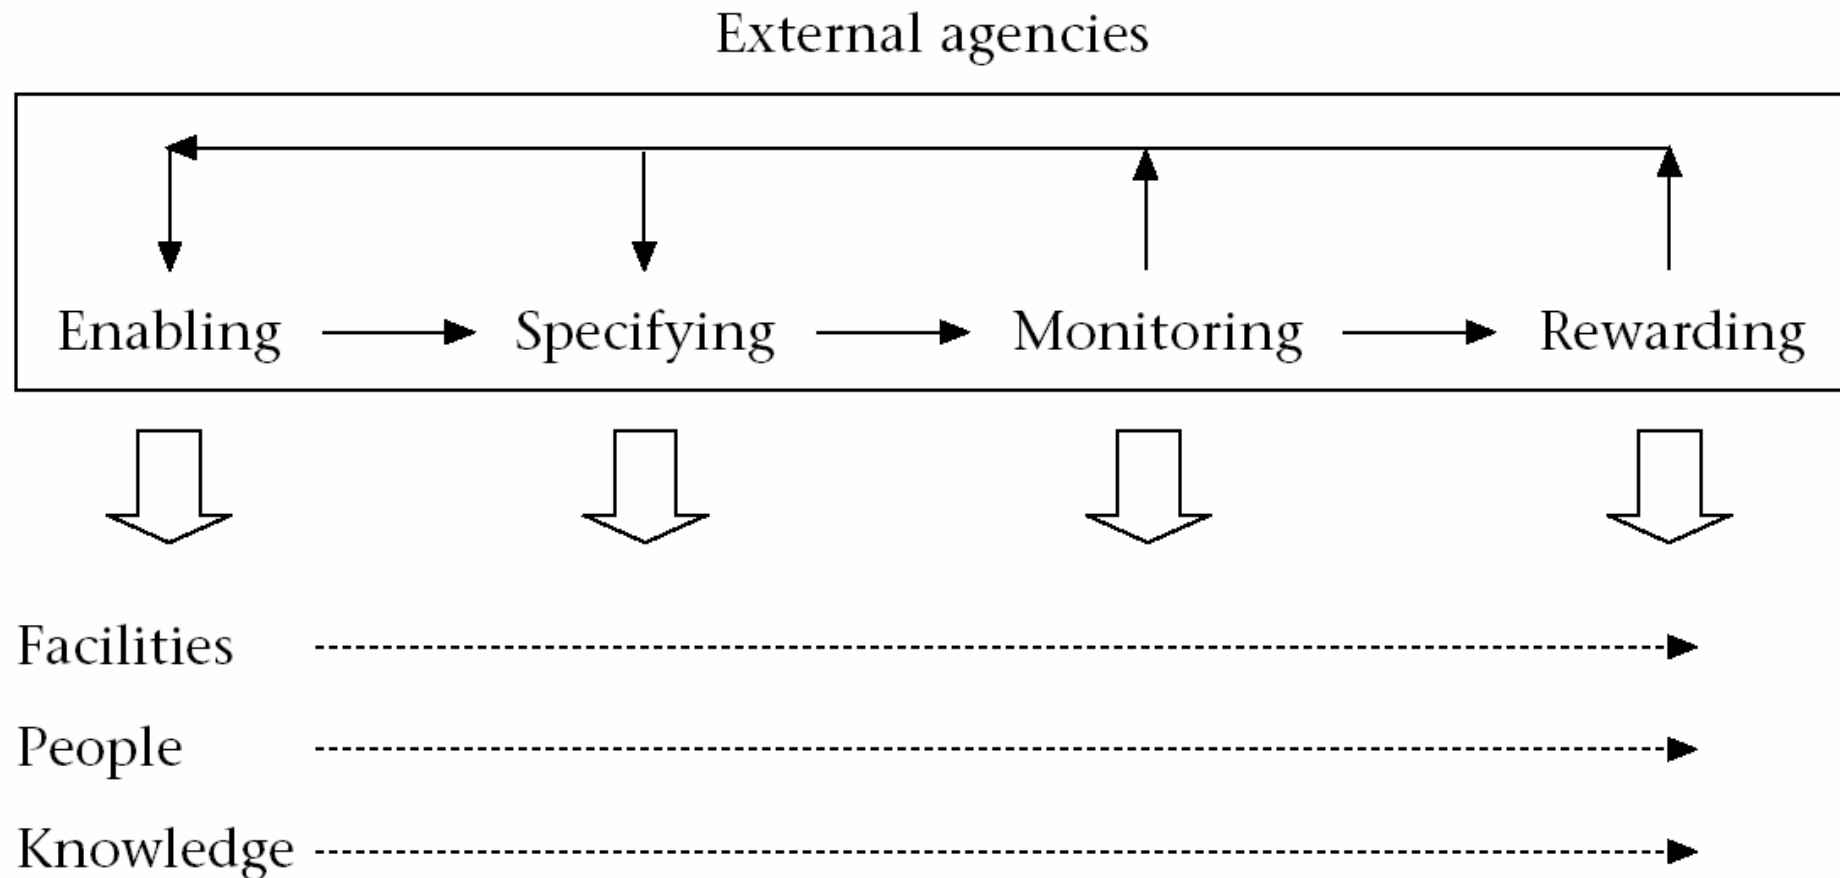 External agencies
Enabling Specifying Monitoring Rewarding
Facilities
People
Knowledge